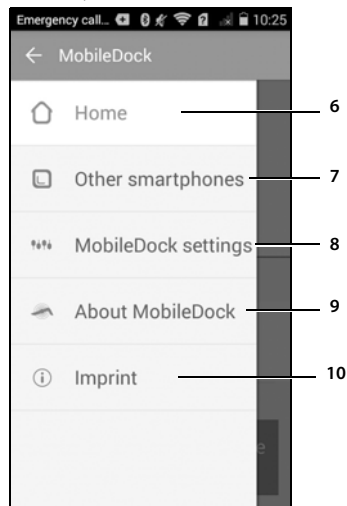 Emergency call... 10:25
MobileDock
Home 6
Other smartphones 7
MobileDock settings 8
About MobileDock 9
Imprint 10
e